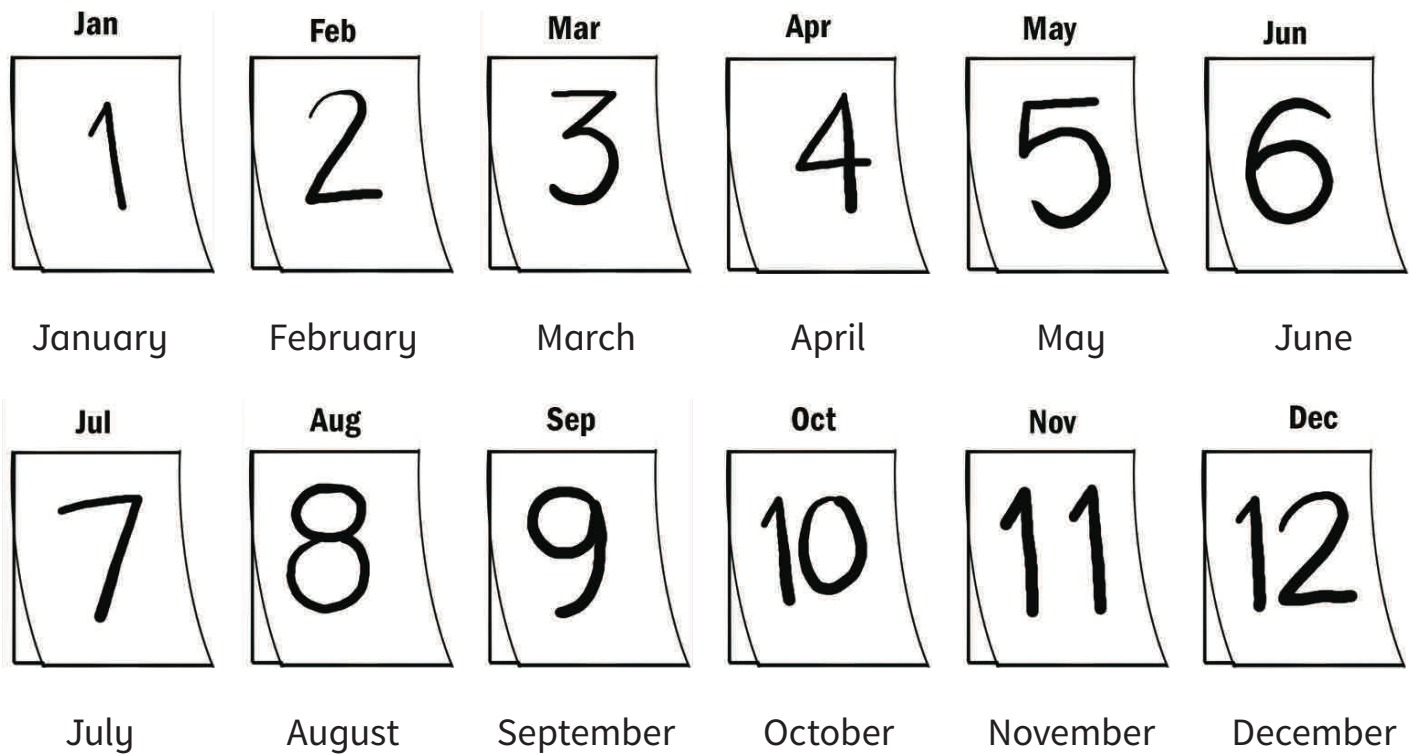 Jan Feb Mar Apr May Jun
1 2 3 4 5 6
January February March April May June
Jul Aug Sep Oct Nov Dec
7 8 9 10 11 12
July August September October November December